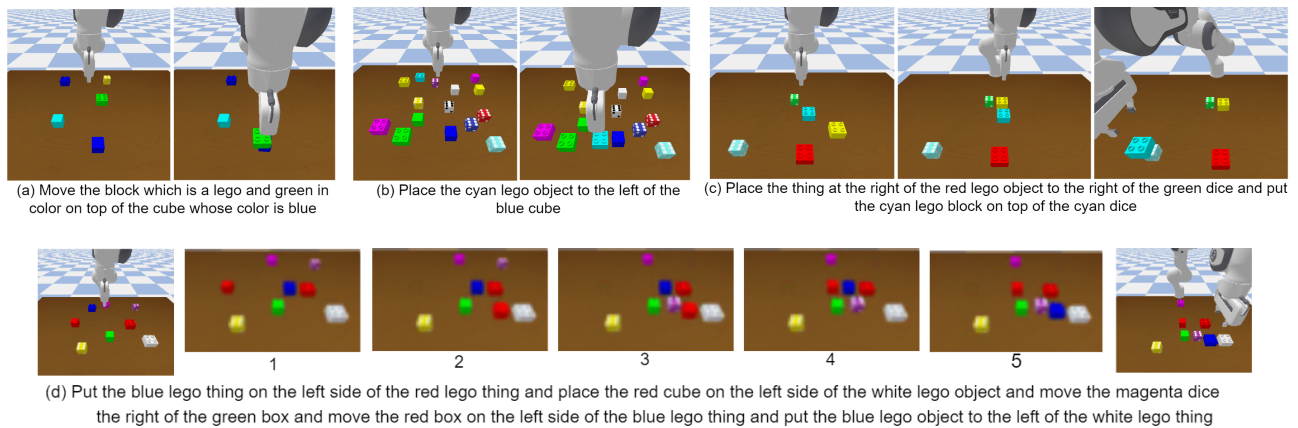 (a) Move the block which is a lego and green in
color on top of the cube whose color is blue
(b) Place the cyan lego object to the left of the
blue cube
(c) Place the thing at the right of the red lego object to the right of the green dice and put
the cyan lego block on top of the cyan dice
1
2
3
4
5
(d) Put the blue lego thing on the left side of the red lego thing and place the red cube on the left side of the white lego object and move the magenta dice
the right of the green box and move the red box on the left side of the blue lego thing and put the blue lego object to the left of the white lego thing